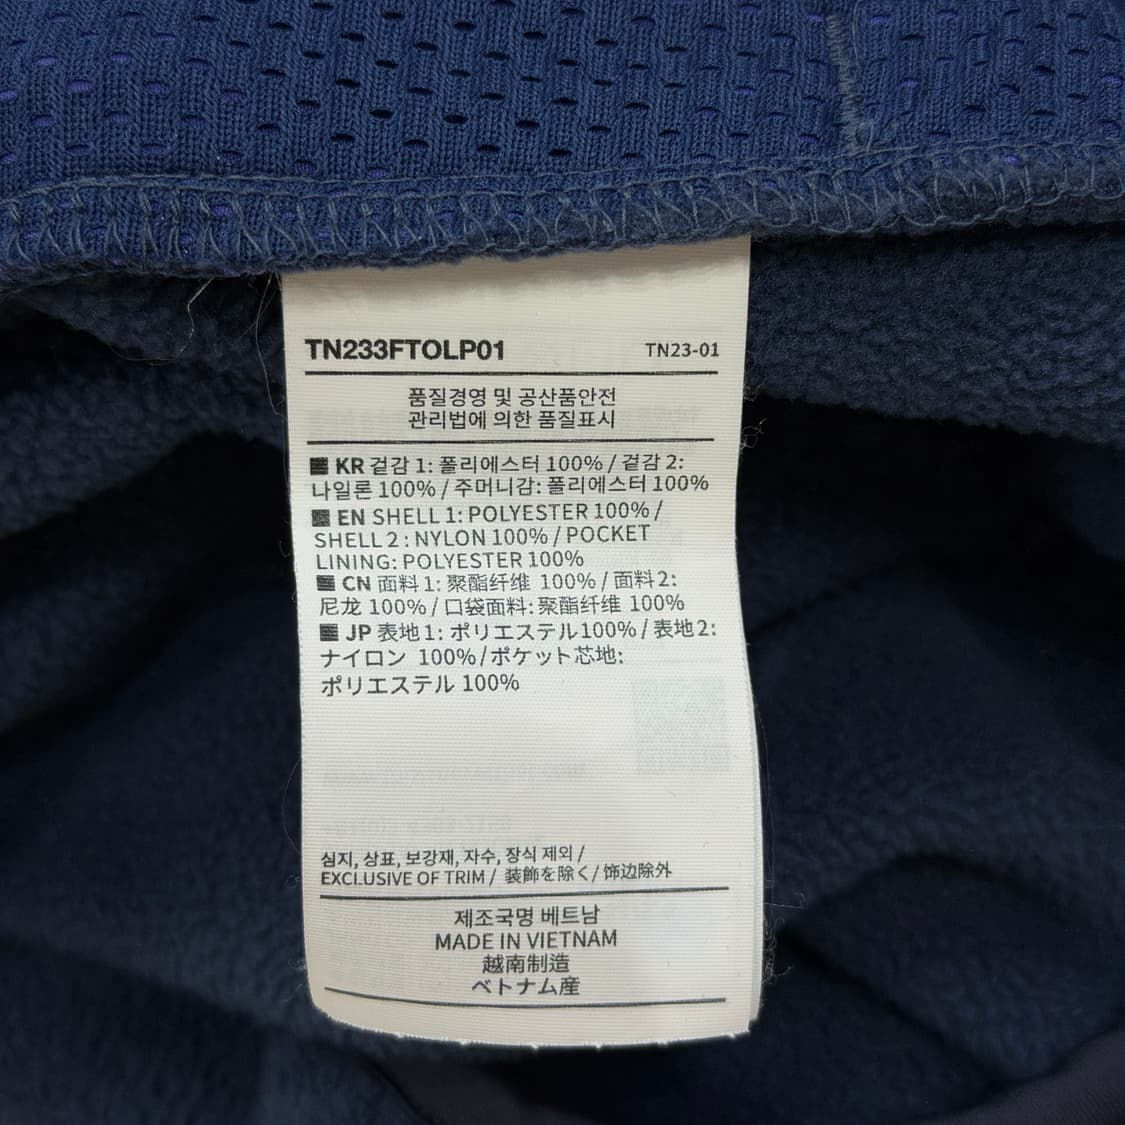 TN233FTOLP01 TN23-01
품질경영 및 공산품안전
관리법에 의한 품질표시
KR 겉감 1: 폴리에스터 100% / 겉감 2:
나일론 100% / 주머니감: 폴리에스터 100%
EN SHELL 1: POLYESTER 100% /
SHELL 2 : NYLON 100% / POCKET
LINING: POLYESTER 100%
CN 面料 1: 聚酯纤维 100% / 面料 2:
尼龙 100% / 口袋面料: 聚酯纤维 100%
JP 表地 1: ポリエステル 100% / 表地 2:
ナイロン 100% / ポケット芯地:
ポリエステル 100%
심지, 상표, 보강재, 자수, 장식 제외 /
EXCLUSIVE OF TRIM / 装飾を除く / 饰边除外
제조국명 베트남
MADE IN VIETNAM
越南制造
ベトナム産